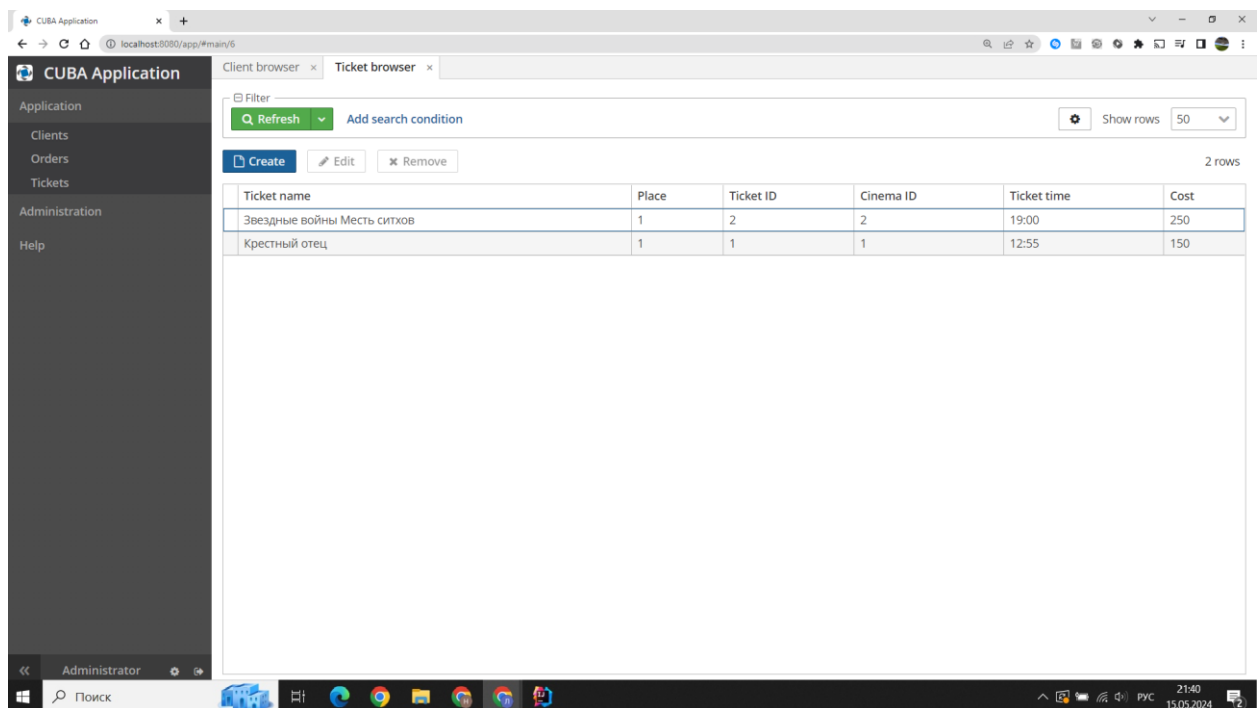 CUBA Application
localhost:8080/app/#main/6
CUBA Application
Client browser Ticket browser
Application
Clients
Orders
Tickets
Administration
Help
Filter
Refresh Add search condition Show rows 50
Create Edit Remove 2 rows
Ticket name Place Ticket ID Cinema ID Ticket time Cost
Звездные войны Месть ситхов 1 2 2 19:00 250
Крестный отец 1 1 1 12:55 150
Administrator
Поиск РУС 21:40
15.05.2024